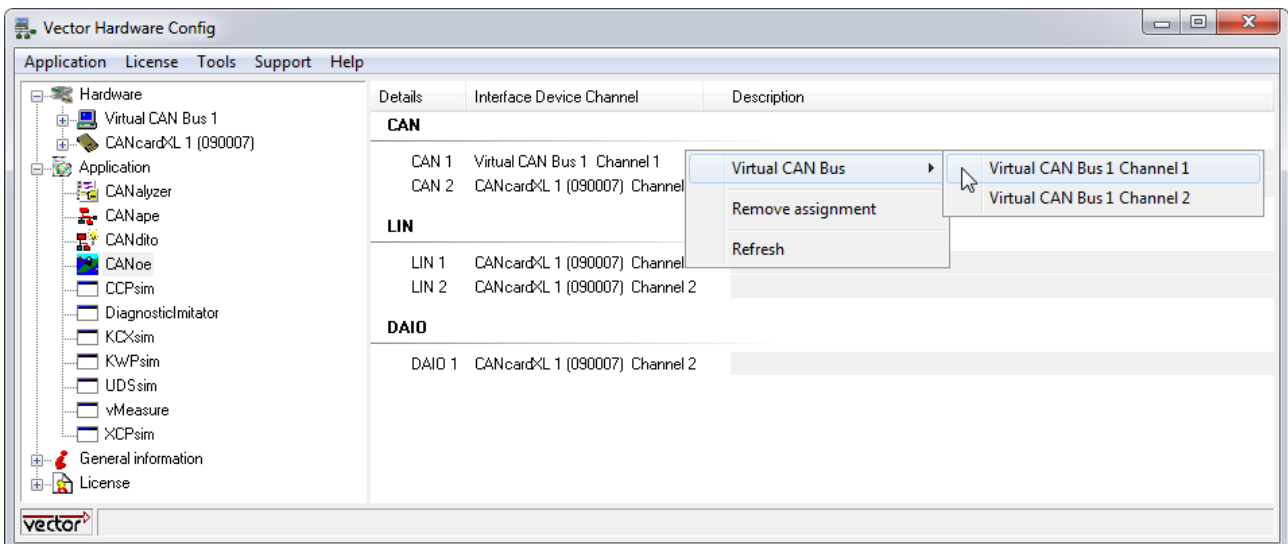 Vector Hardware Config
Application License Tools Support Help
Hardware
Virtual CAN Bus 1
CANcardXL 1 (090007)
Application
CANalyzer
CANape
CANdito
CANoe
CCPsim
DiagnosticImitator
KCXsim
KWPsim
UDSsim
vMeasure
XCPsim
General information
License
Details Interface Device Channel Description
CAN
CAN 1 Virtual CAN Bus 1 Channel 1
CAN 2 CANcardXL 1 (090007) Channel
LIN
LIN 1 CANcardXL 1 (090007) Channel
LIN 2 CANcardXL 1 (090007) Channel 2
DAIO
DAIO 1 CANcardXL 1 (090007) Channel 2
Virtual CAN Bus
Remove assignment
Refresh
Virtual CAN Bus 1 Channel 1
Virtual CAN Bus 1 Channel 2
vector